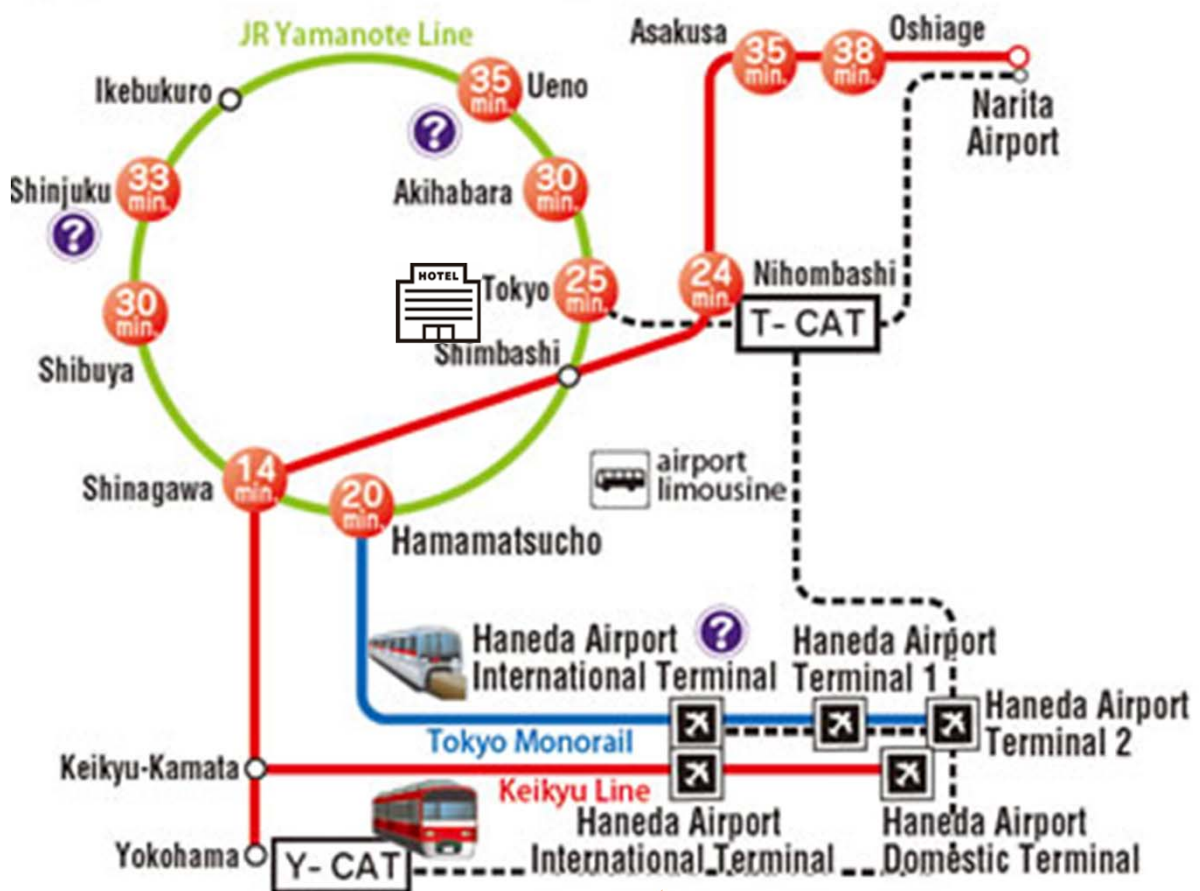 JR Yamanote Line
Asakusa
35
min.
38
min.
Oshiage
Ikebukuro
35
min.
Ueno
?
Narita
Airport
Shinjuku
33
min.
?
Akihabara
30
min.
HOTEL
Tokyo
25
min.
24
min.
Nihombashi
T- CAT
30
min.
Shibuya
Shimbashi
Shinagawa
14
min.
20
min.
Hamamatsucho
airport
limousine
Haneda Airport
International Terminal
?
Haneda Airport
Terminal 1
Haneda Airport
Terminal 2
Tokyo Monorail
Keikyu-Kamata
Keikyu Line
Haneda Airport
International Terminal
Haneda Airport
Domestic Terminal
Yokohama
Y- CAT